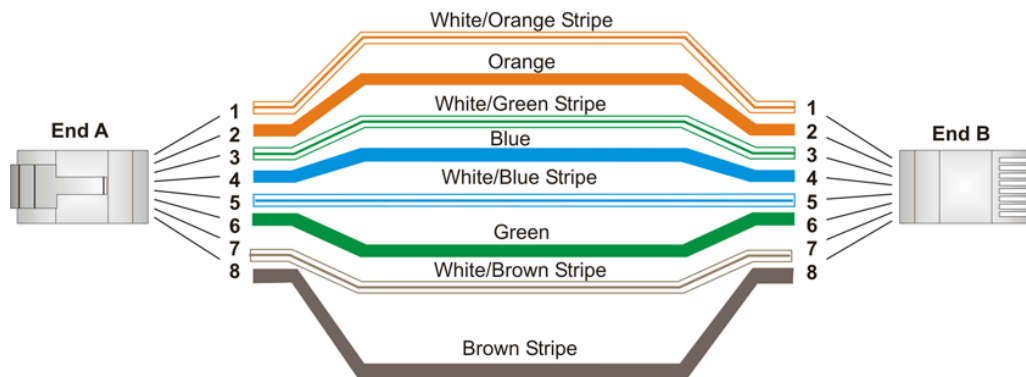 White/Orange Stripe
Orange
White/Green Stripe
Blue
White/Blue Stripe
Green
White/Brown Stripe
Brown Stripe
End A
1
2
3
4
5
6
7
8
End B
1
2
3
4
5
6
7
8